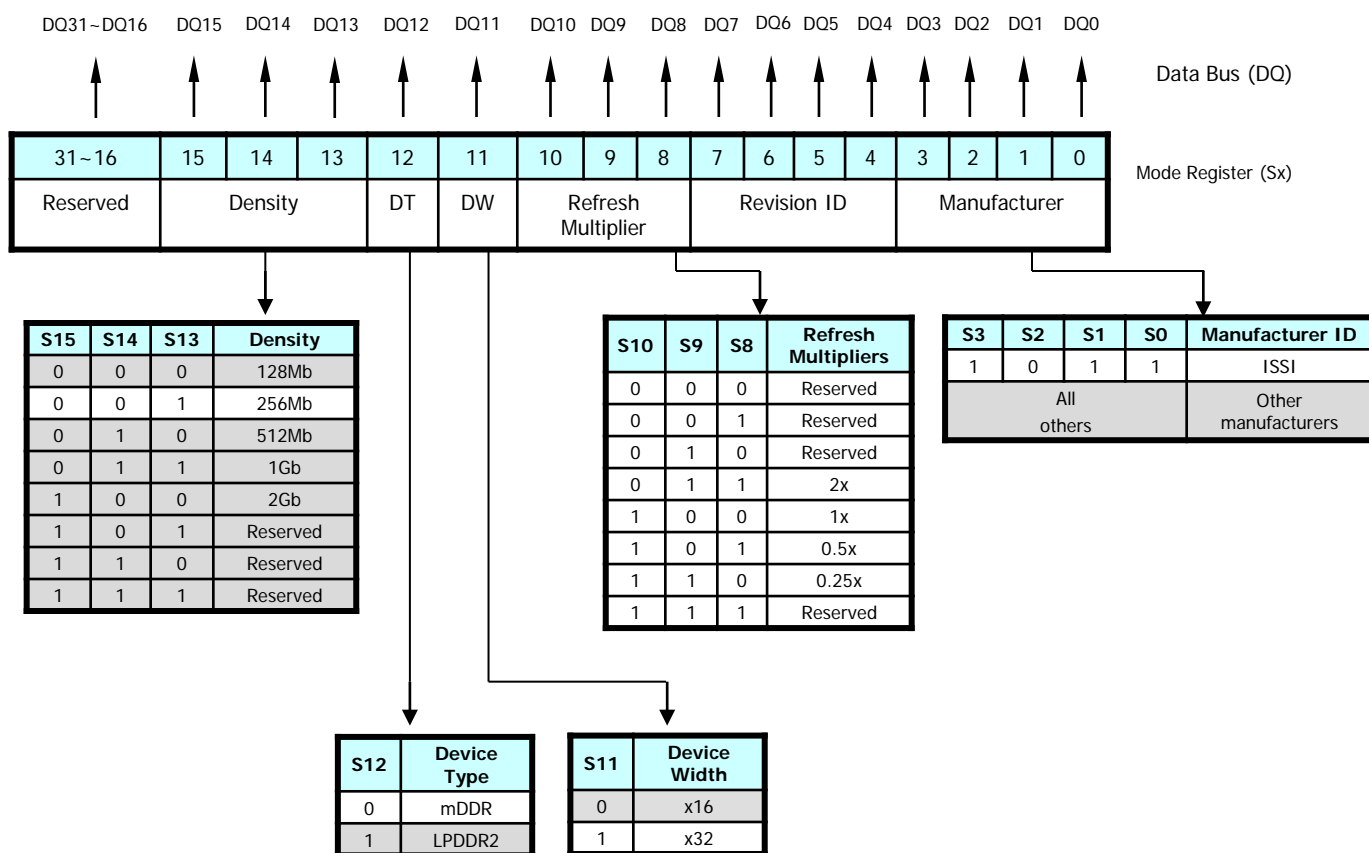 DQ31~DQ16 DQ15 DQ14 DQ13 DQ12 DQ11 DQ10 DQ9 DQ8 DQ7 DQ6 DQ5 DQ4 DQ3 DQ2 DQ1 DQ0
Data Bus (DQ)
31~16 15 14 13 12 11 10 9 8 7 6 5 4 3 2 1 0
Mode Register (Sx)
Reserved Density DT DW Refresh Multiplier Revision ID Manufacturer
S15 S14 S13 Density
0 0 0 128Mb
0 0 1 256Mb
0 1 0 512Mb
0 1 1 1Gb
1 0 0 2Gb
1 0 1 Reserved
1 1 0 Reserved
1 1 1 Reserved
S10 S9 S8 Refresh Multipliers
0 0 0 Reserved
0 0 1 Reserved
0 1 0 Reserved
0 1 1 2x
1 0 0 1x
1 0 1 0.5x
1 1 0 0.25x
1 1 1 Reserved
S3 S2 S1 S0 Manufacturer ID
1 0 1 1 ISSI
All others Other manufacturers
S12 Device Type
0 mDDR
1 LPDDR2
S11 Device Width
0 x16
1 x32